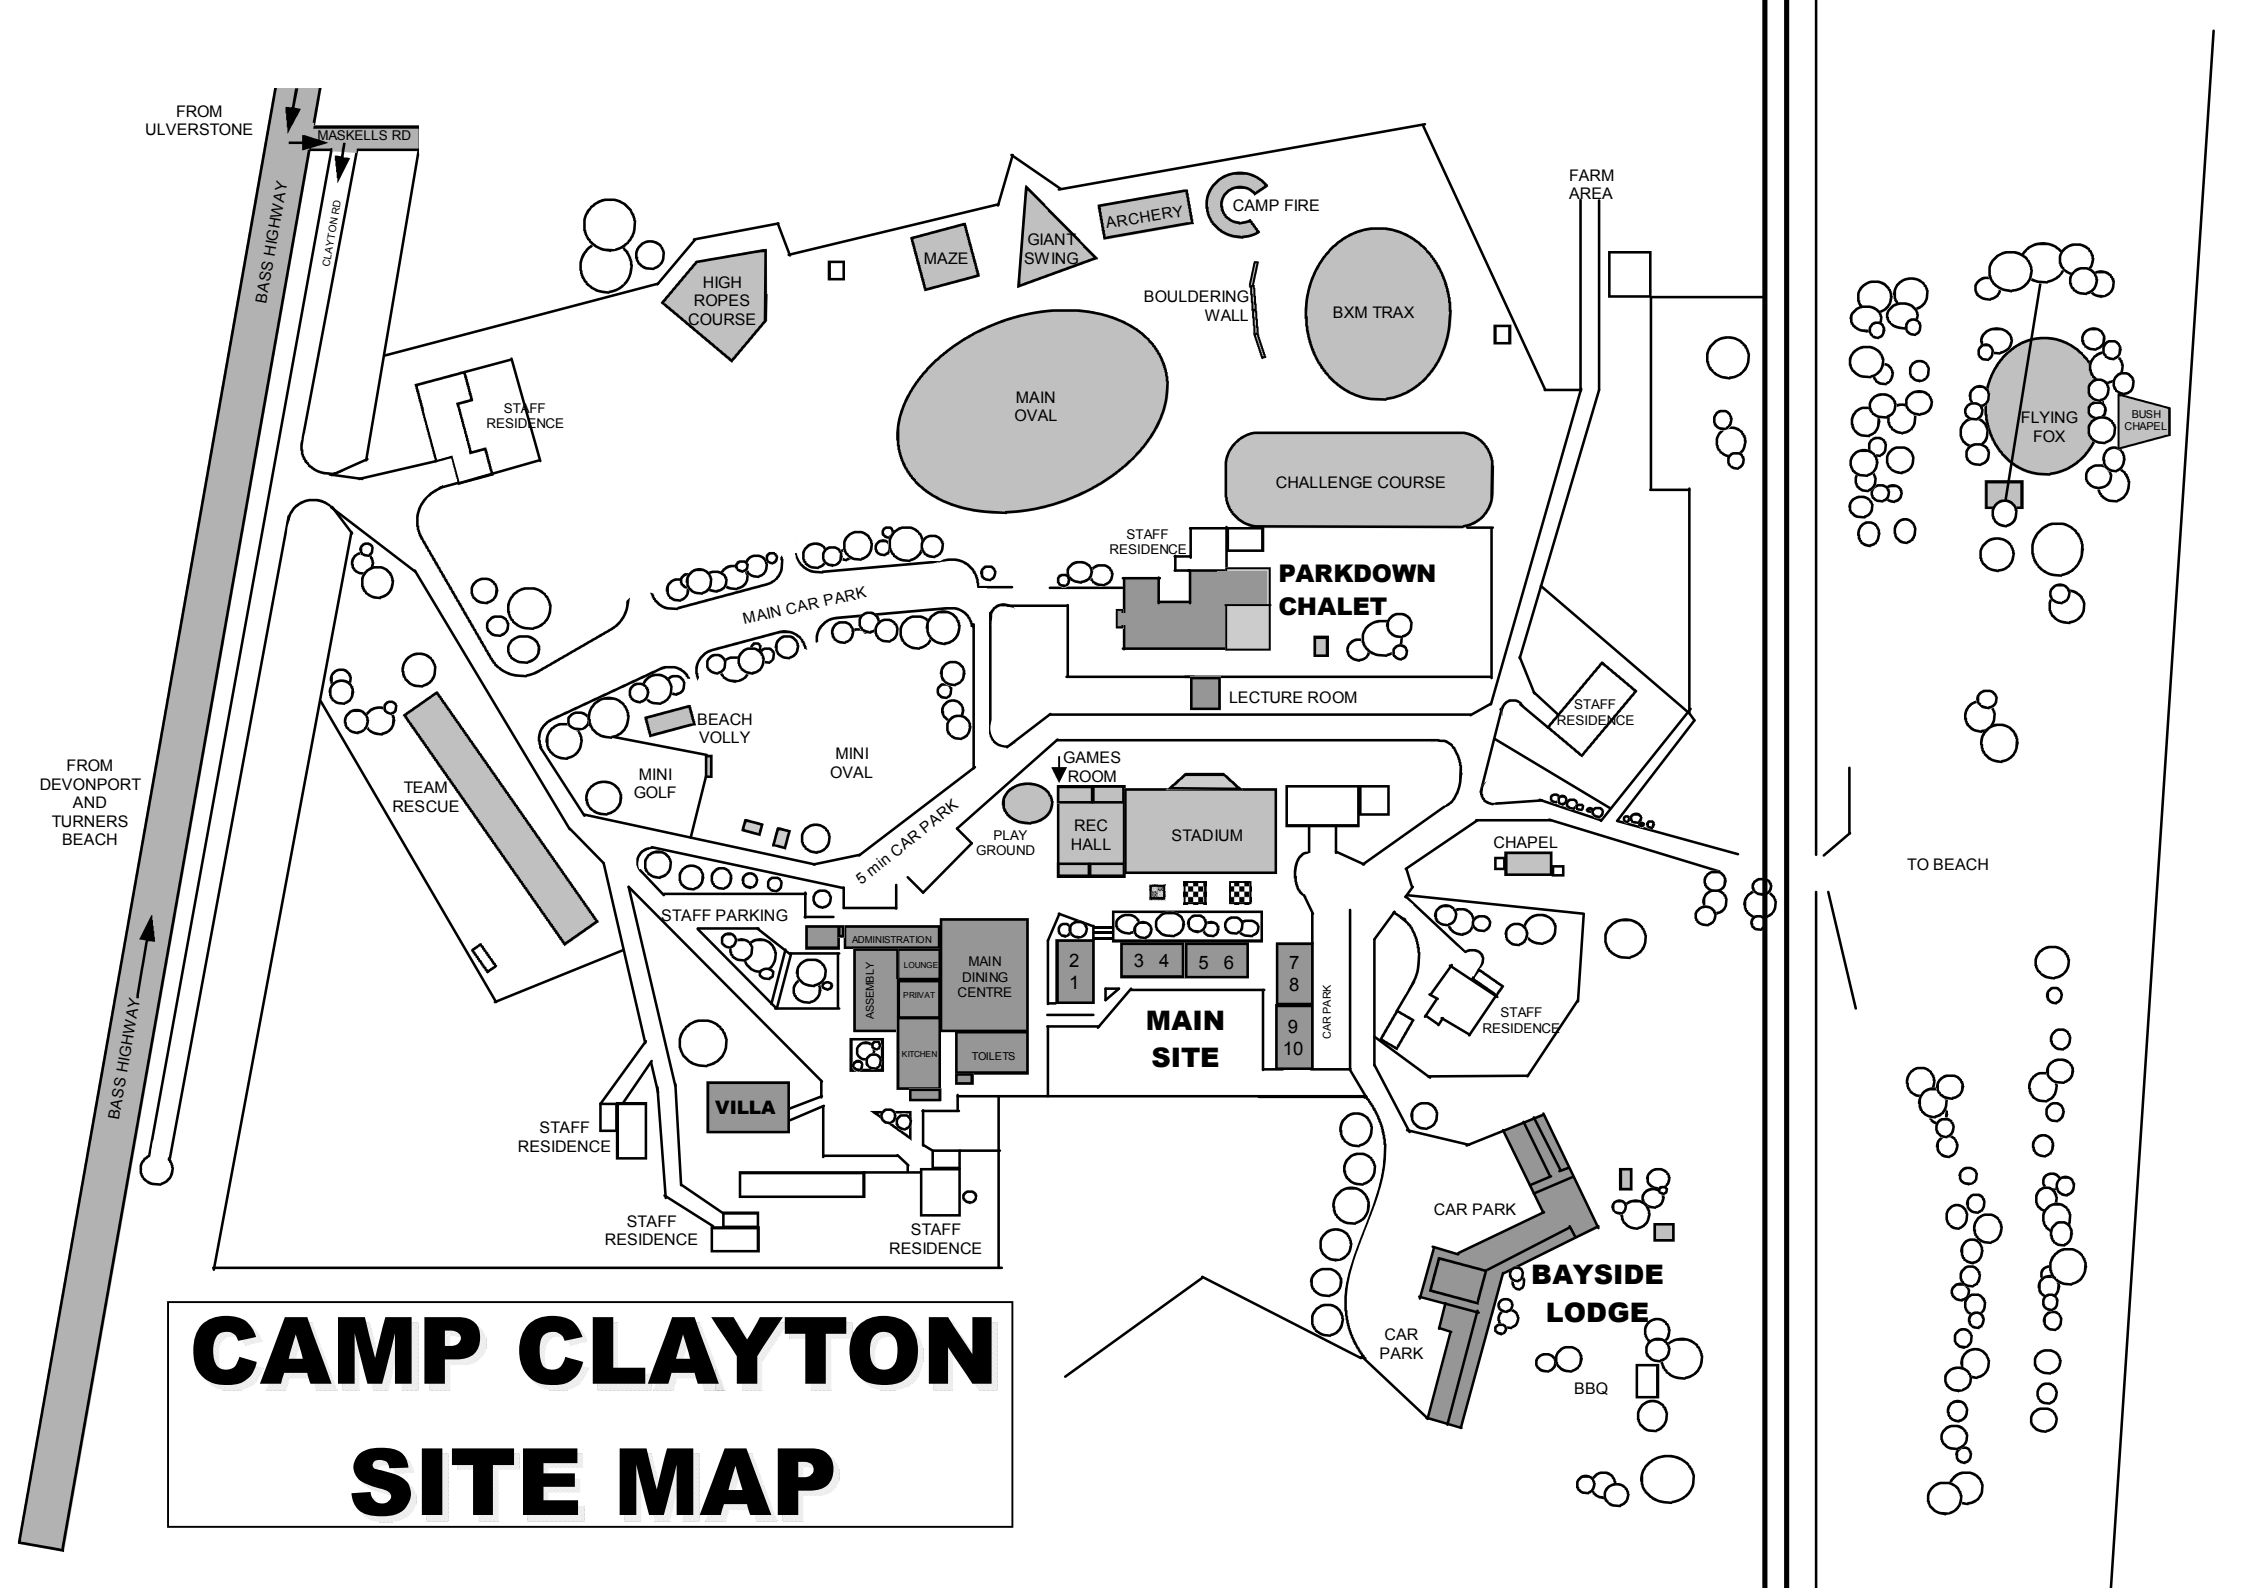 FROM
ULVERSTONE
MASKELLS RD
BASS HIGHWAY
CLAYTON RD
FARM
AREA
HIGH
ROPES
COURSE
MAZE
GIANT
SWING
ARCHERY
CAMP FIRE
BOULDERING
WALL
BXM TRAX
STAFF
RESIDENCE
MAIN
OVAL
CHALLENGE COURSE
FLYING
FOX
BUSH
CHAPEL
STAFF
RESIDENCE
PARKDOWN
CHALET
MAIN CAR PARK
LECTURE ROOM
STAFF
RESIDENCE
BEACH
VOLLY
MINI
OVAL
MINI
GOLF
TEAM
RESCUE
FROM
DEVONPORT
AND
TURNERS
BEACH
GAMES
ROOM
REC
HALL
STADIUM
PLAY
GROUND
5 min CAR PARK
CHAPEL
TO BEACH
STAFF PARKING
ADMINISTRATION
ASSEMBLY
LOUNGE
PRIIVAT
KITCHEN
MAIN
DINING
CENTRE
TOILETS
2
1
3 4
5 6
7
8
9
10
CAR PARK
MAIN
SITE
STAFF
RESIDENCE
BASS HIGHWAY
VILLA
STAFF
RESIDENCE
STAFF
RESIDENCE
STAFF
RESIDENCE
CAR PARK
BAYSIDE
LODGE
CAR
PARK
BBQ
CAMP CLAYTON
SITE MAP